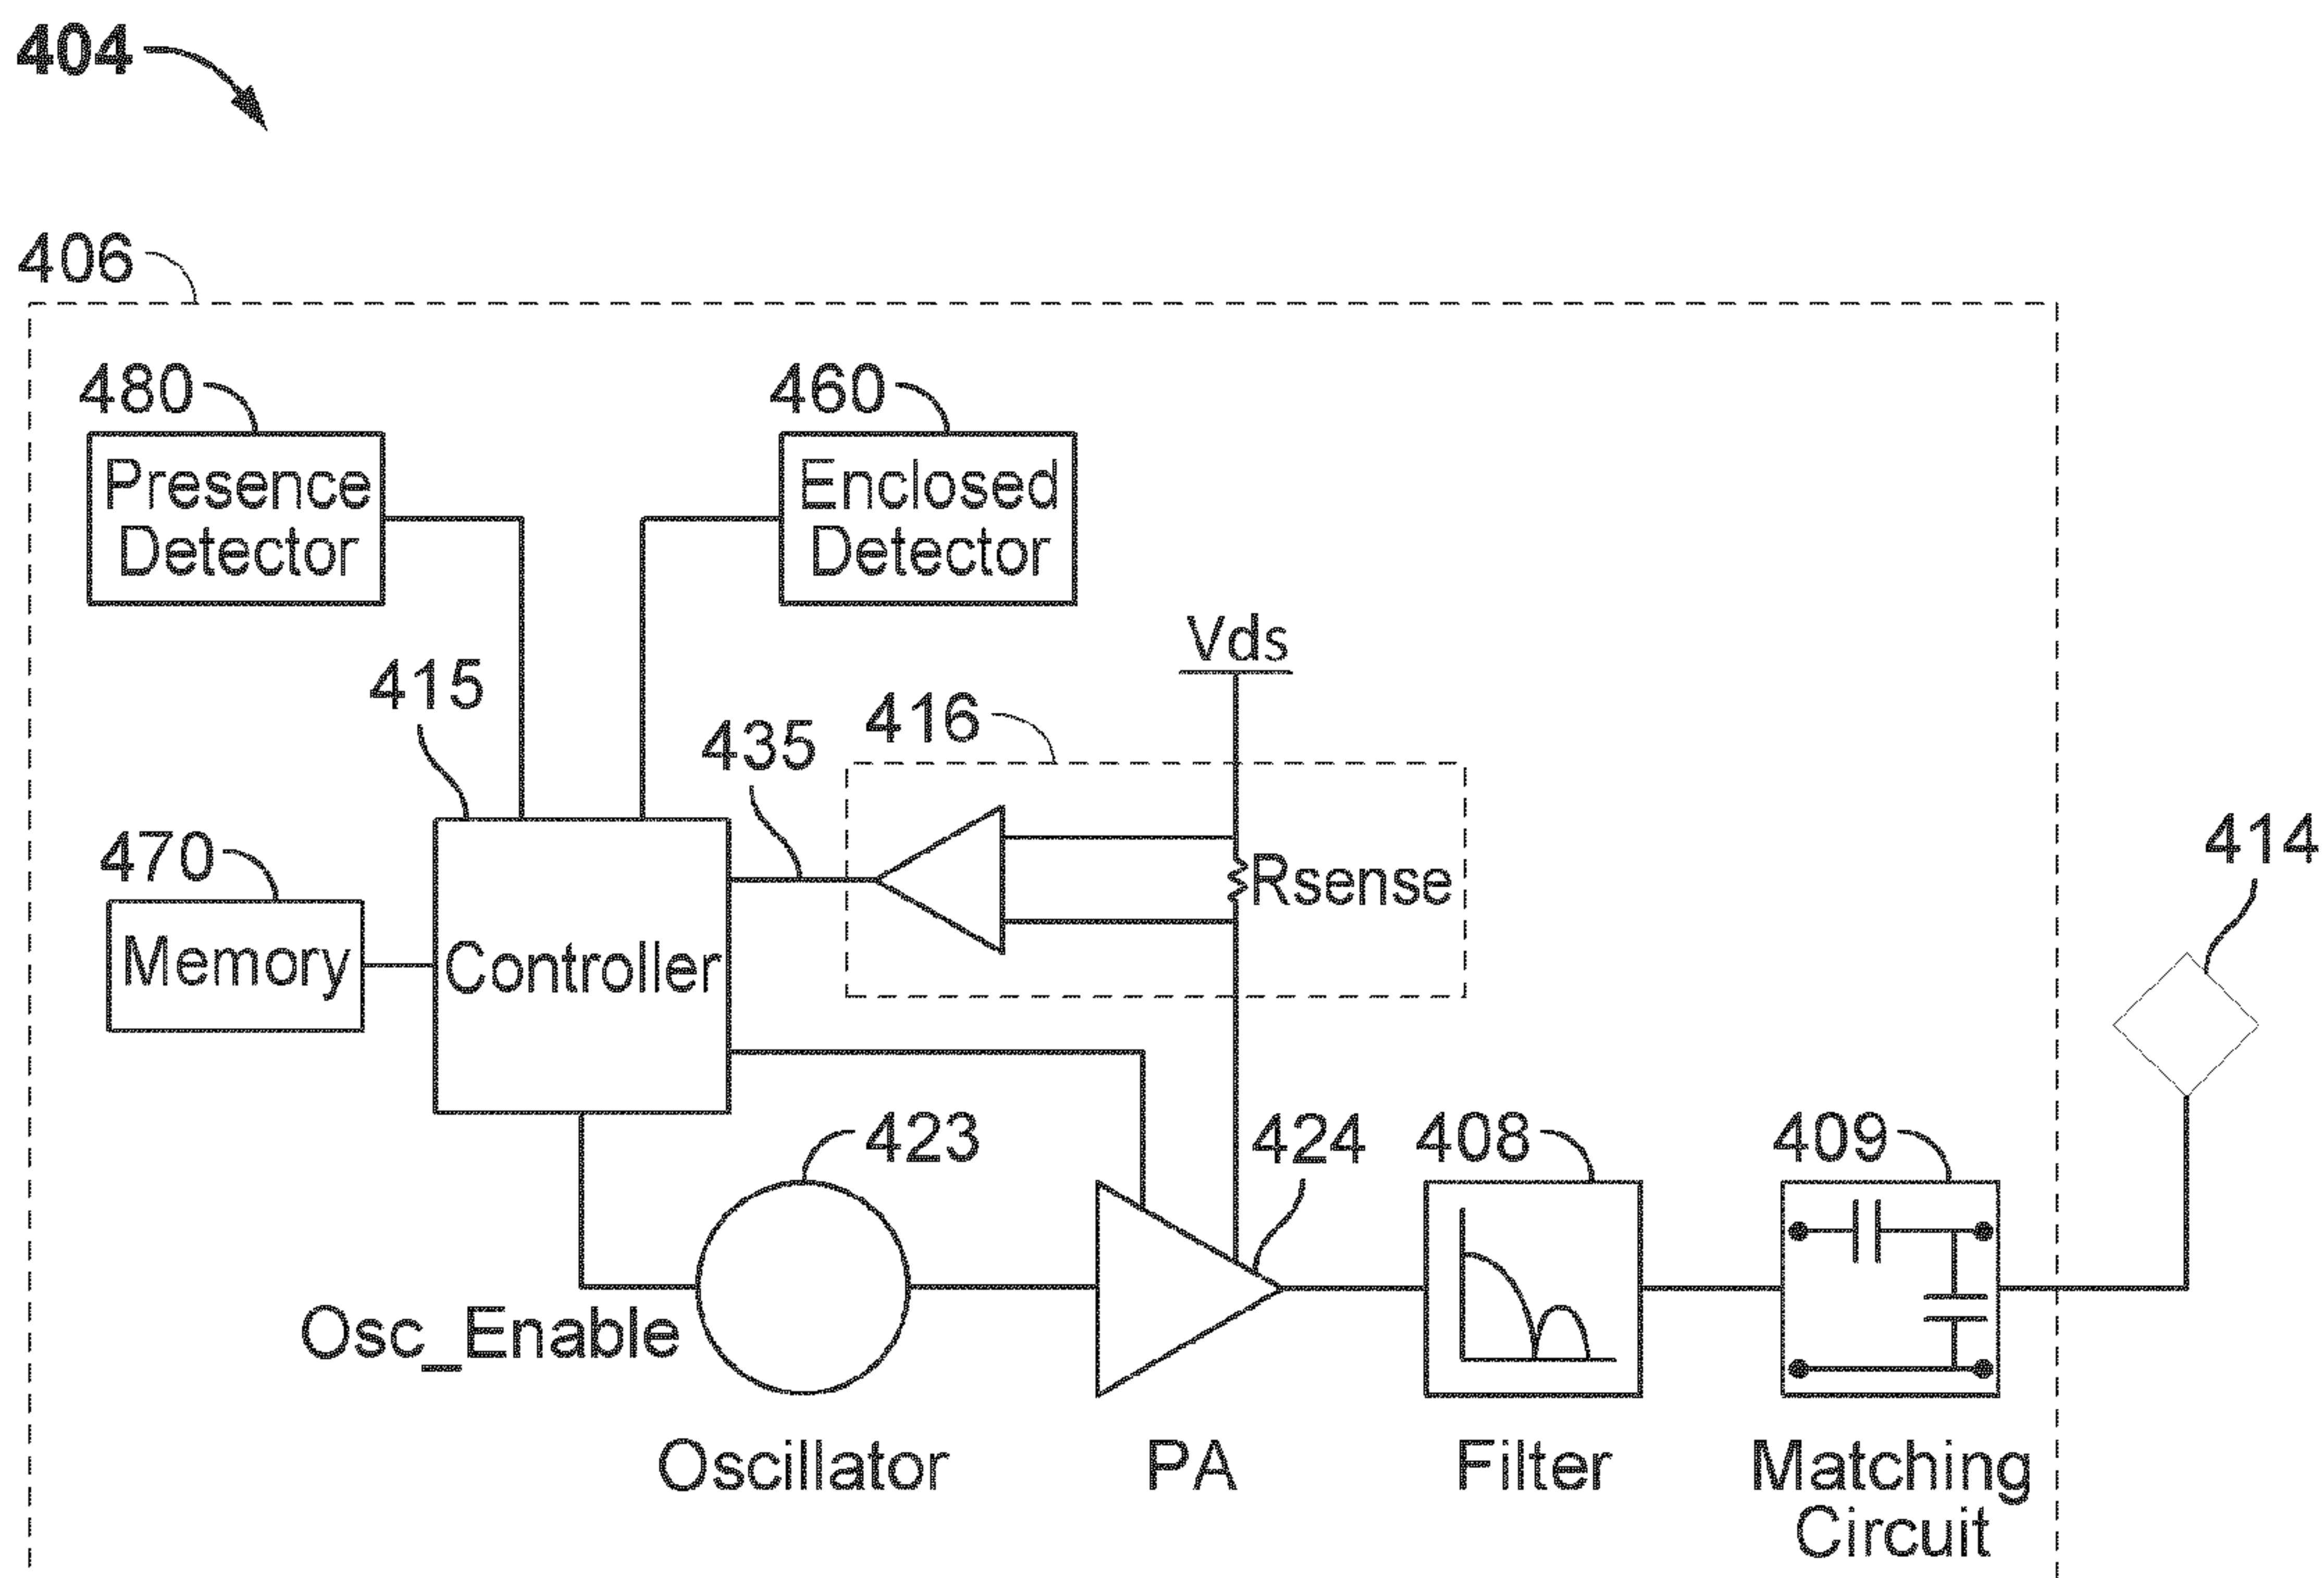 404
406
480
460
Presence
Detector
Enclosed
Detector
Vds
415
416
435
414
470
Rsense
Memory
Controller
423
424
408
409
Osc_Enable
Oscillator
PA
Filter
Matching
Circuit